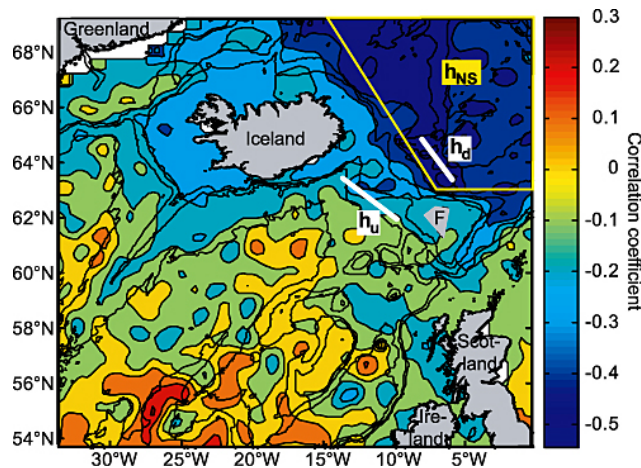 Greenland
68°N
66°N
64°N
62°N
60°N
58°N
56°N
54°N
30°W
25°W
20°W
15°W
10°W
5°W
Iceland
hNS
hd
hu
F
Scot-
land
Ire-
land
0.3
0.2
0.1
0
-0.1
-0.2
-0.3
-0.4
-0.5
Correlation coefficient